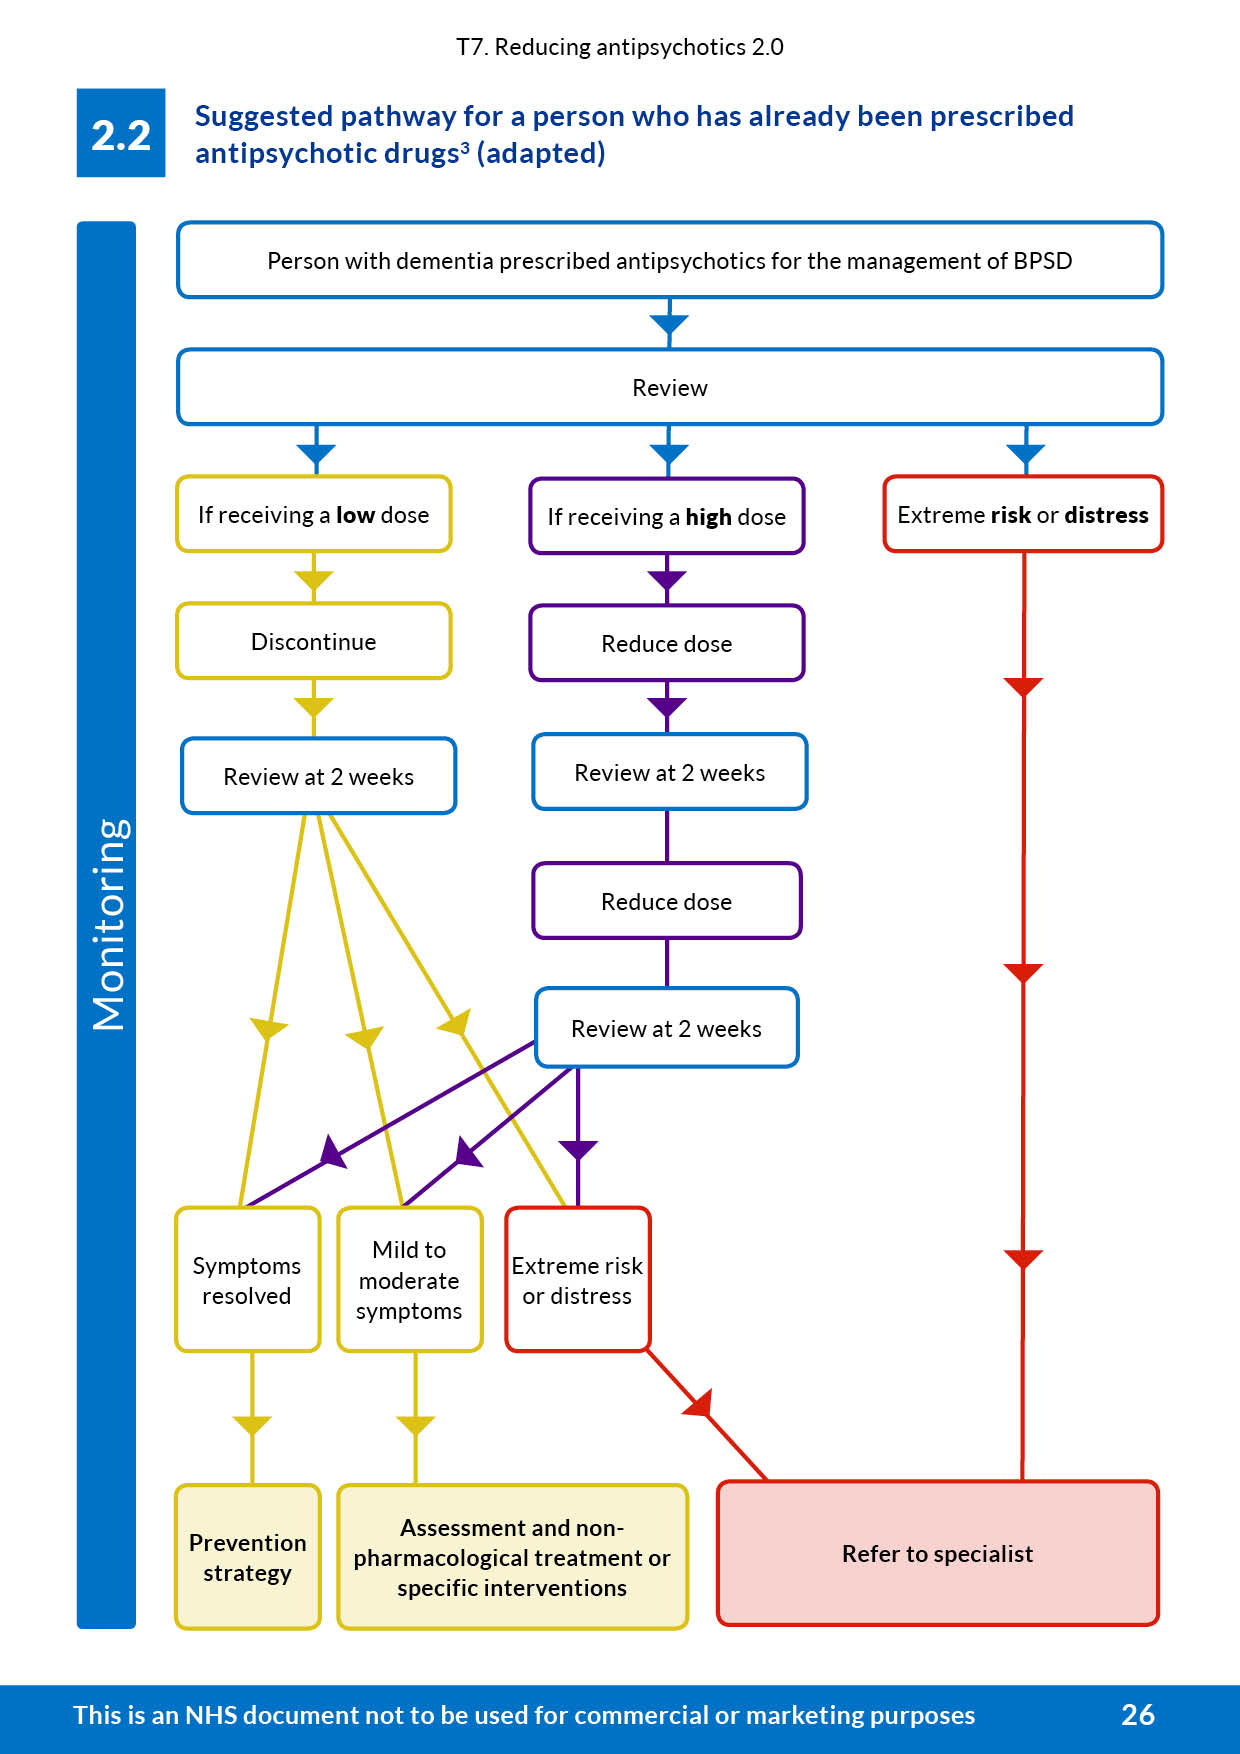 T7. Reducing antipsychotics 2.0
2.2
Suggested pathway for a person who has already been prescribed
antipsychotic drugs³ (adapted)
Monitoring
Person with dementia prescribed antipsychotics for the management of BPSD
Review
If receiving a low dose
If receiving a high dose
Extreme risk or distress
Discontinue
Reduce dose
Review at 2 weeks
Review at 2 weeks
Reduce dose
Review at 2 weeks
Symptoms
resolved
Mild to
moderate
symptoms
Extreme risk
or distress
Prevention
strategy
Assessment and non-
pharmacological treatment or
specific interventions
Refer to specialist
This is an NHS document not to be used for commercial or marketing purposes
26